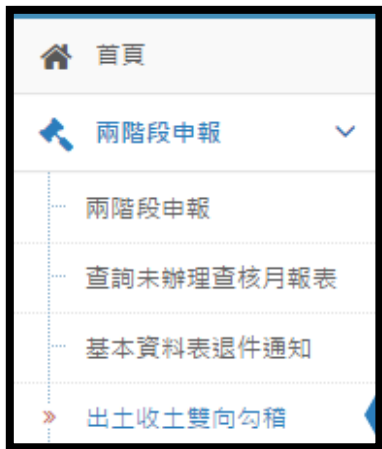 首頁
兩階段申報
兩階段申報
查詢未辦理查核月報表
基本資料表退件通知
出土收土雙向勾稽